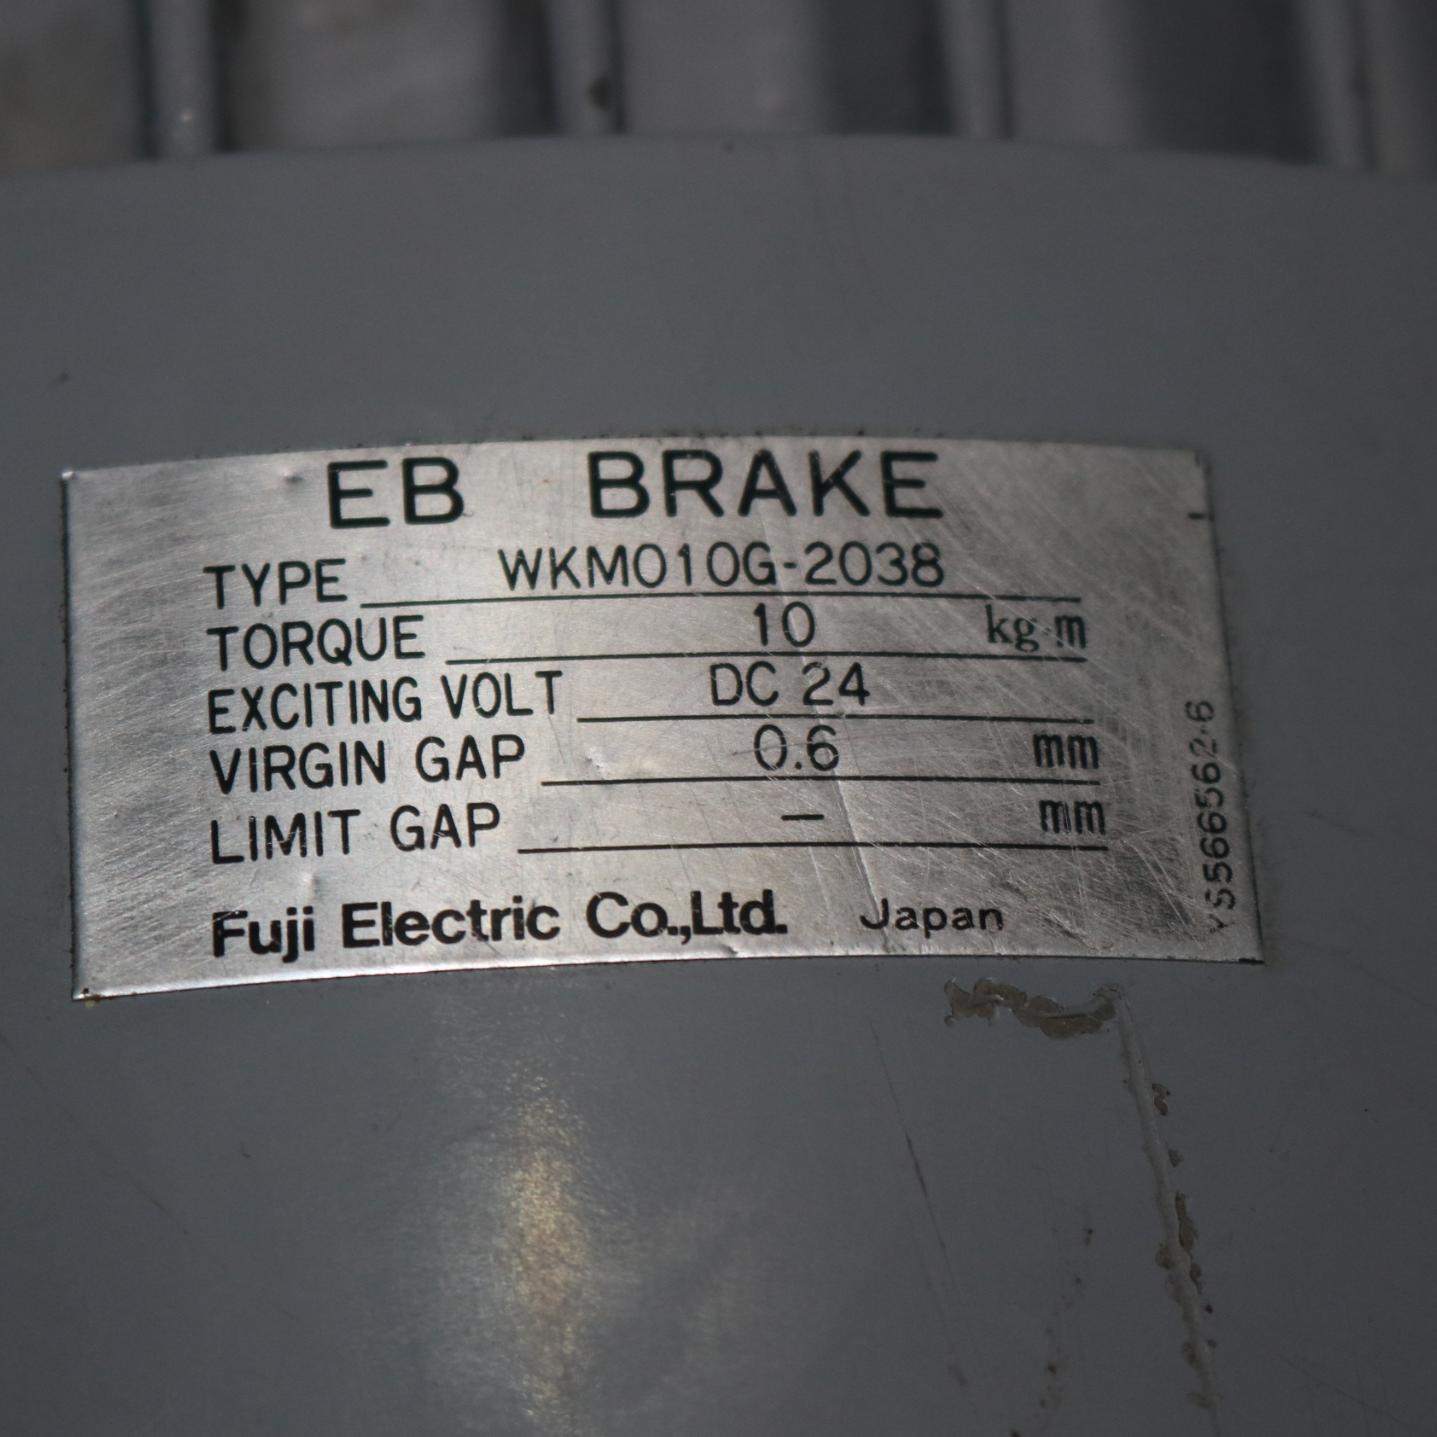 EB BRAKE
TYPE WKM010G-2038
TORQUE 10 kg·m
EXCITING VOLT DC 24
VIRGIN GAP 0.6 mm
LIMIT GAP – mm
Fuji Electric Co.,Ltd. Japan
YS566562-6